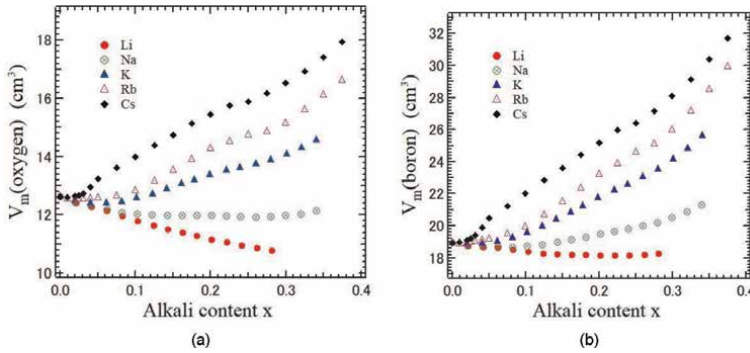 18
16
14
12
10
V_m(oxygen) (cm³)
Li
Na
K
Rb
Cs
0.0 0.1 0.2 0.3 0.4
Alkali content x
(a)
32
30
28
26
24
22
20
18
V_m(boron) (cm³)
Li
Na
K
Rb
Cs
0.0 0.1 0.2 0.3 0.4
Alkali content x
(b)